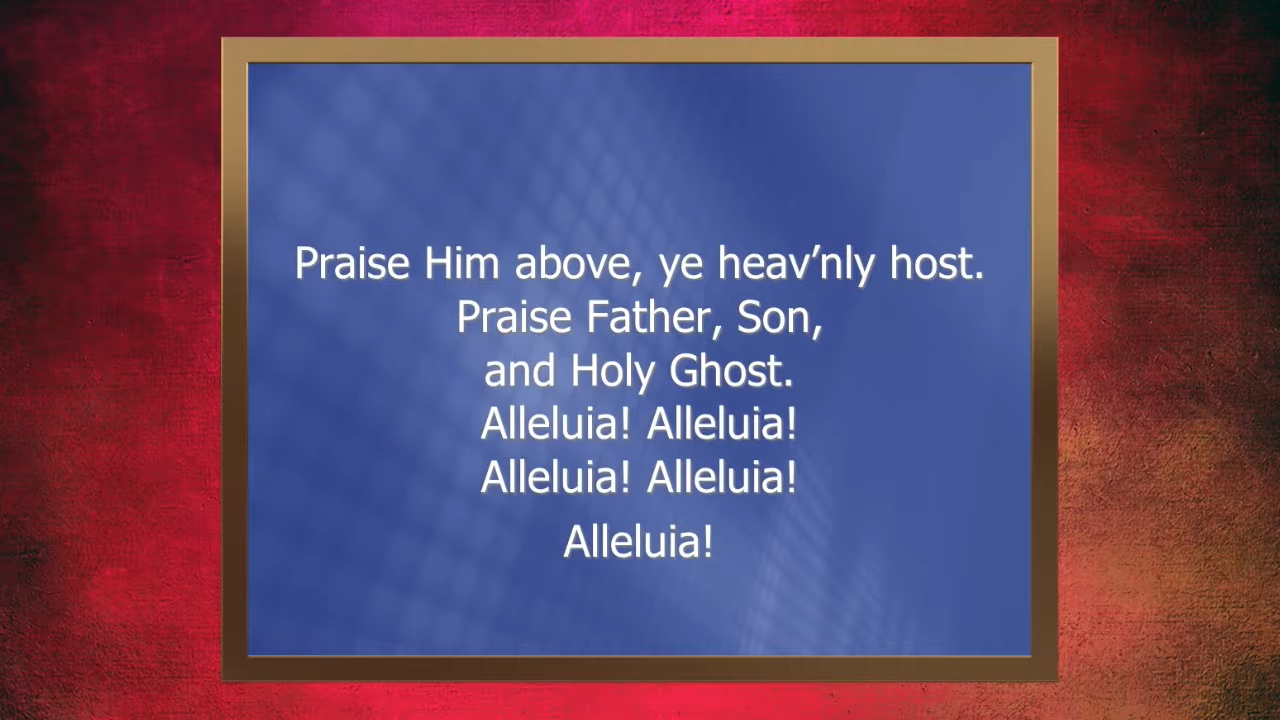 Praise Him above, ye heav’nly host.
Praise Father, Son,
and Holy Ghost.
Alleluia! Alleluia!
Alleluia! Alleluia!
Alleluia!